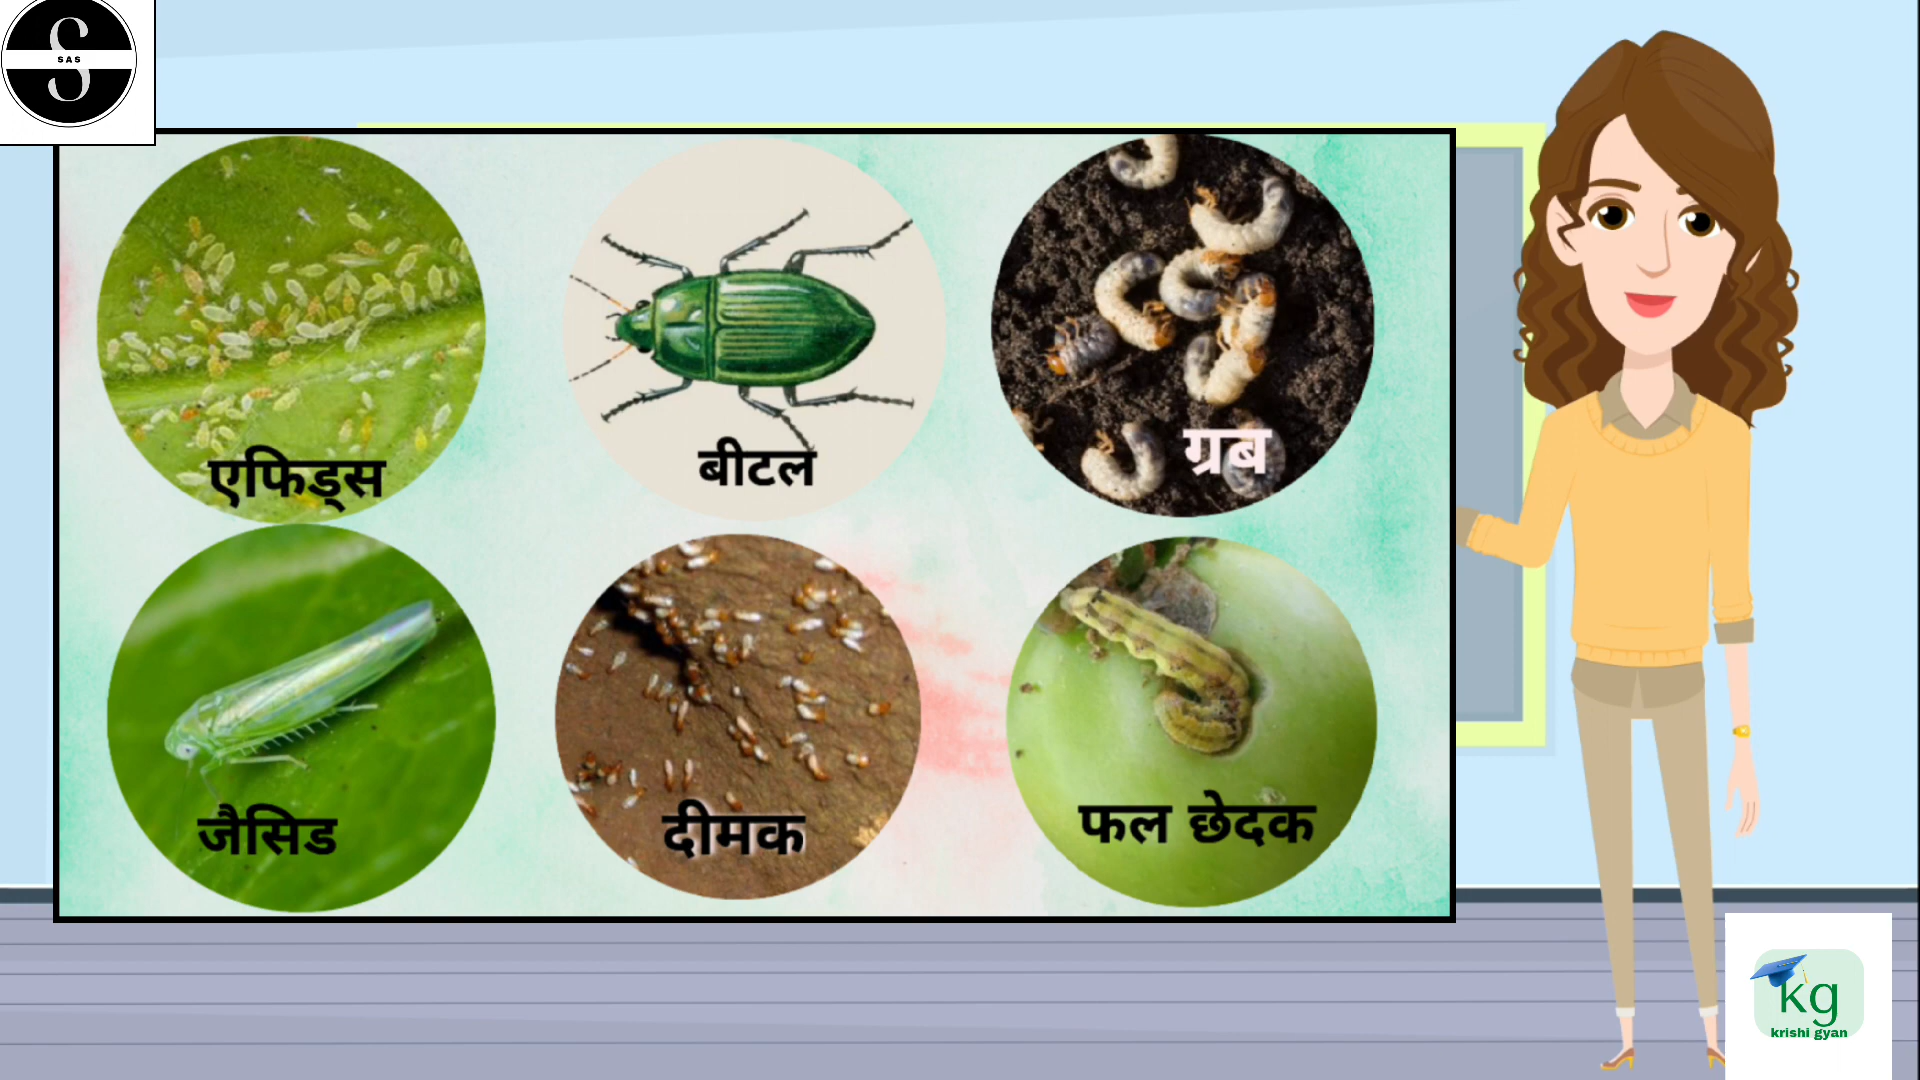 SAS
एफिड्स
बीटल
ग्रब
जैसिड
दीमक
फल छेदक
kg
krishi gyan